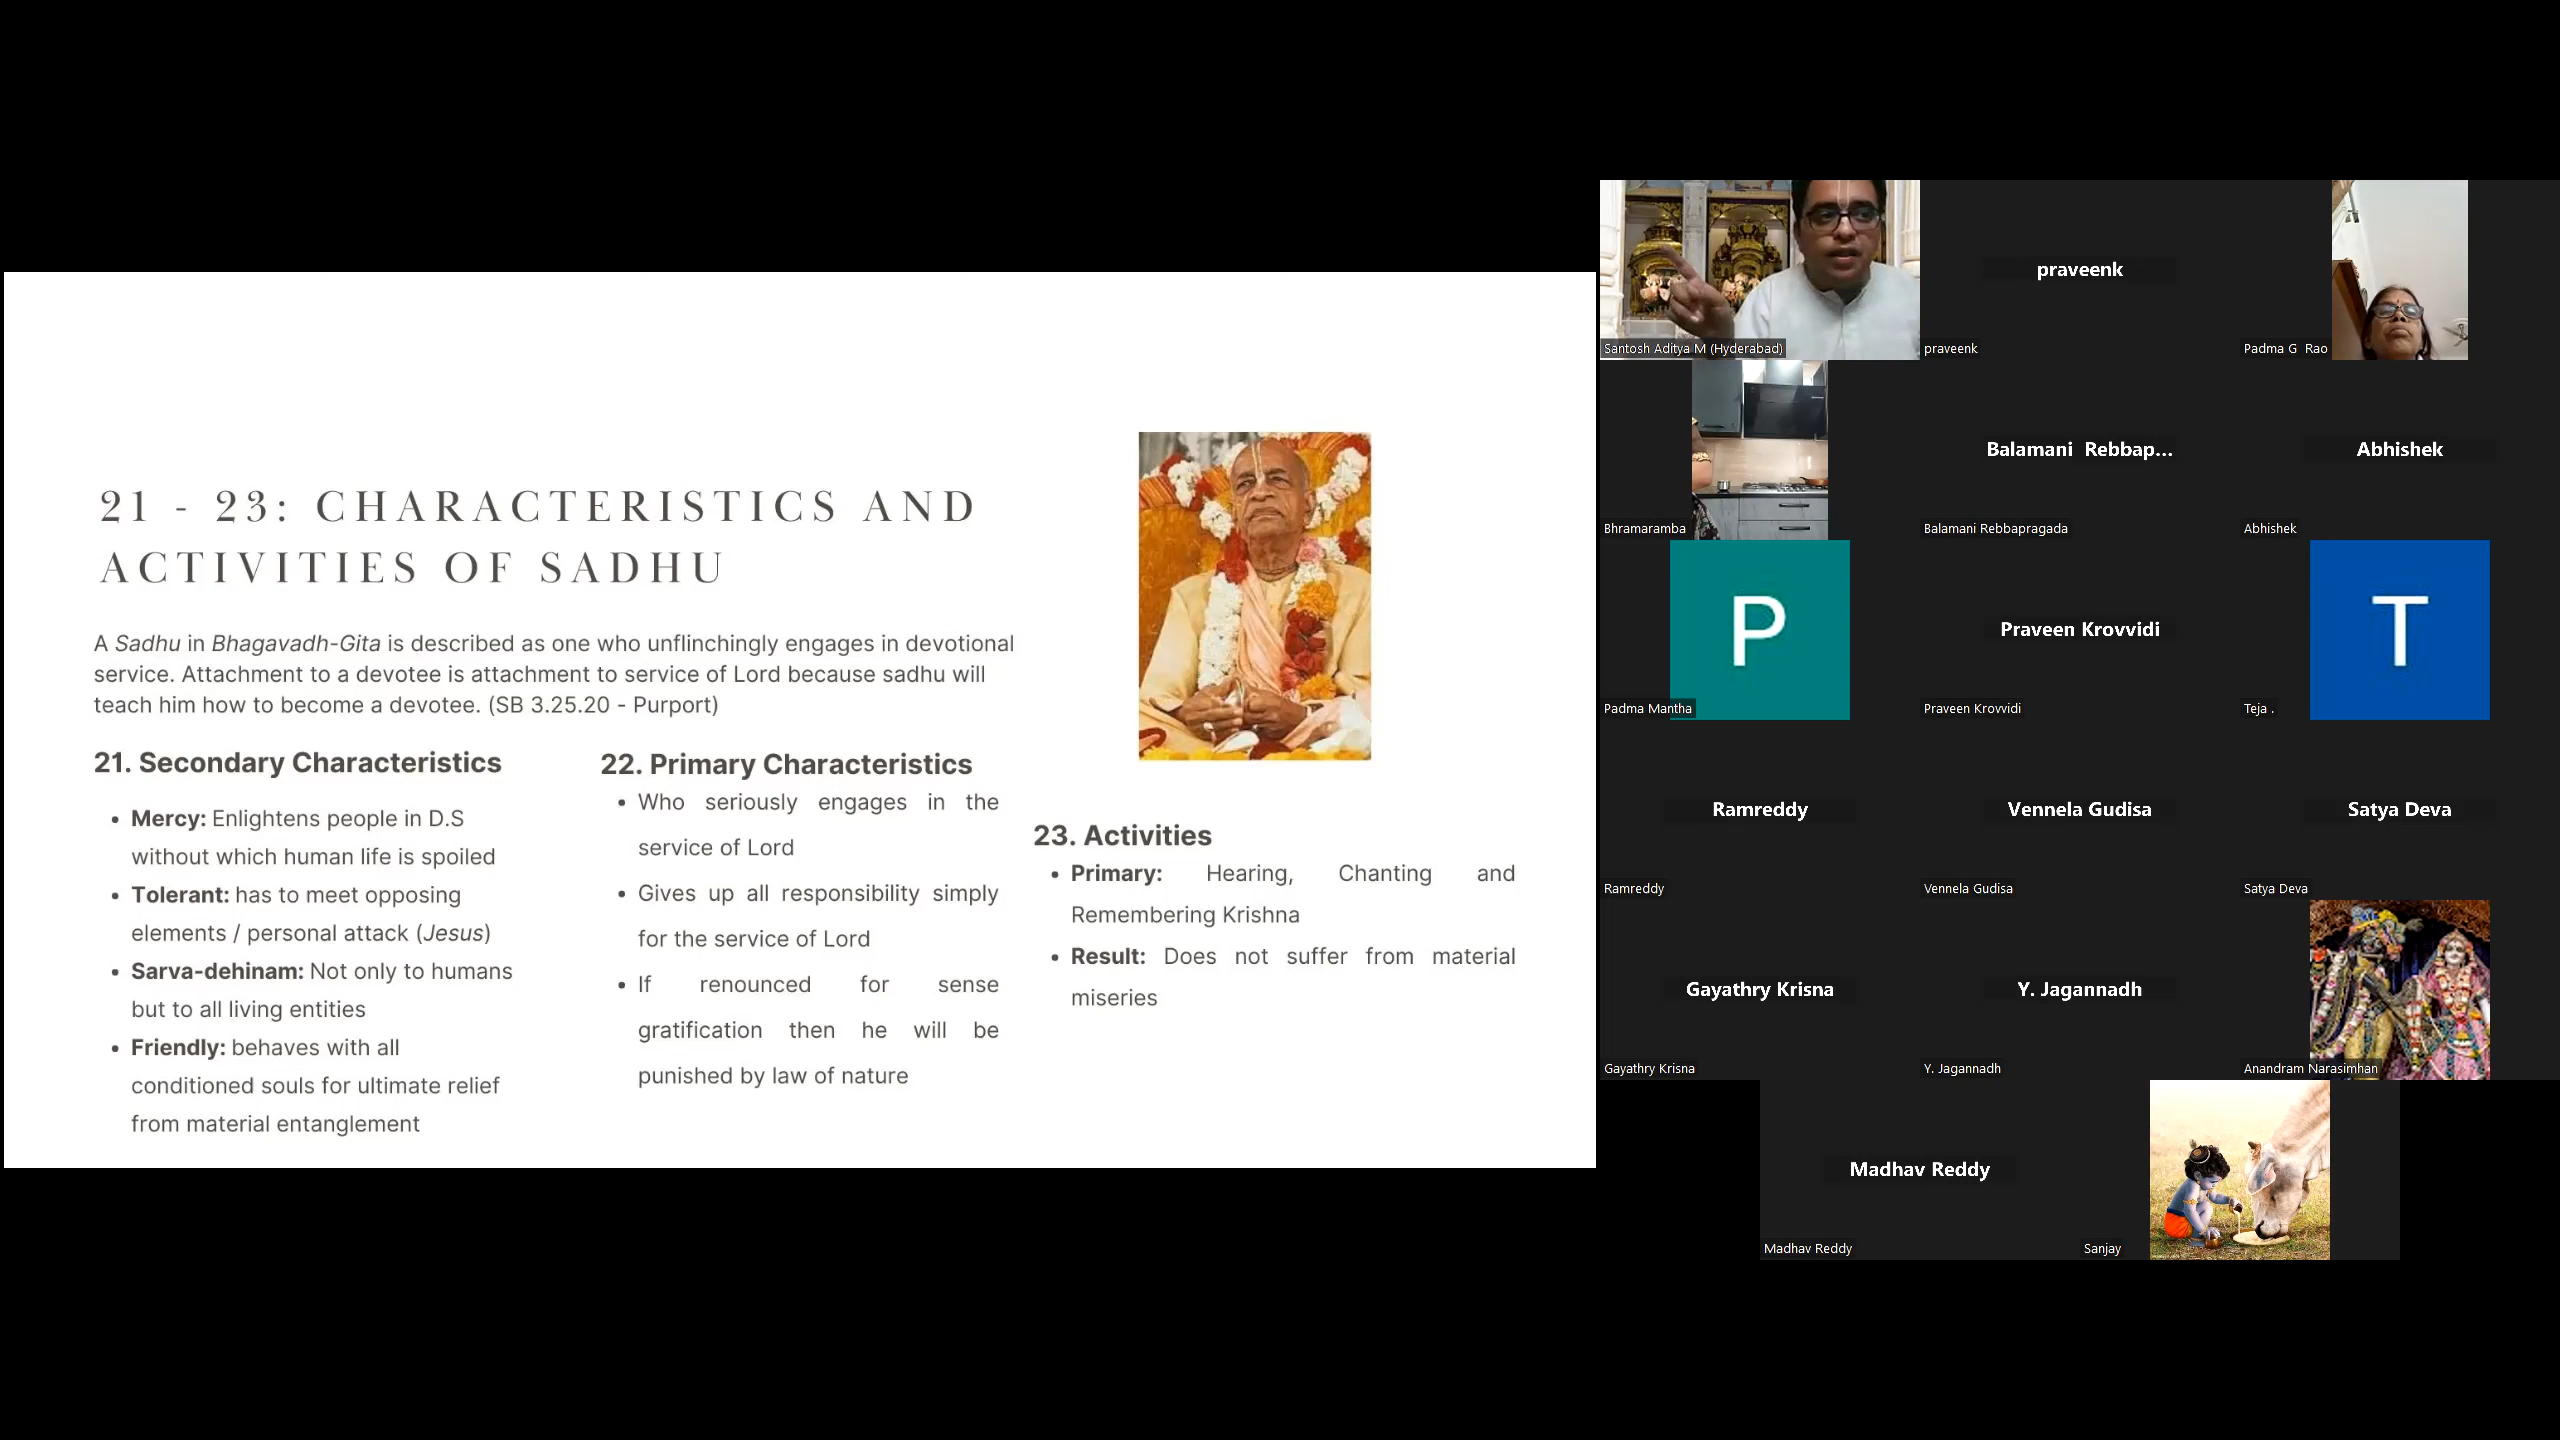 21 - 23: CHARACTERISTICS AND
ACTIVITIES OF SADHU
A Sadhu in Bhagavadh-Gita is described as one who unflinchingly engages in devotional
service. Attachment to a devotee is attachment to service of Lord because sadhu will
teach him how to become a devotee. (SB 3.25.20 - Purport)
21. Secondary Characteristics
• Mercy: Enlightens people in D.S
without which human life is spoiled
• Tolerant: has to meet opposing
elements / personal attack (Jesus)
• Sarva-dehinam: Not only to humans
but to all living entities
• Friendly: behaves with all
conditioned souls for ultimate relief
from material entanglement
22. Primary Characteristics
• Who seriously engages in the
service of Lord
• Gives up all responsibility simply
for the service of Lord
• If renounced for sense
gratification then he will be
punished by law of nature
23. Activities
• Primary: Hearing, Chanting and
Remembering Krishna
• Result: Does not suffer from material
miseries
Santosh Aditya M (Hyderabad)
praveenk
praveenk
Padma G Rao
Bhramaramba
Balamani Rebbap...
Balamani Rebbapragada
Abhishek
Abhishek
P
Padma Mantha
Praveen Krovvidi
Praveen Krovvidi
T
Teja .
Ramreddy
Ramreddy
Vennela Gudisa
Vennela Gudisa
Satya Deva
Satya Deva
Gayathry Krisna
Gayathry Krisna
Y. Jagannadh
Y. Jagannadh
Anandram Narasimhan
Madhav Reddy
Madhav Reddy
Sanjay